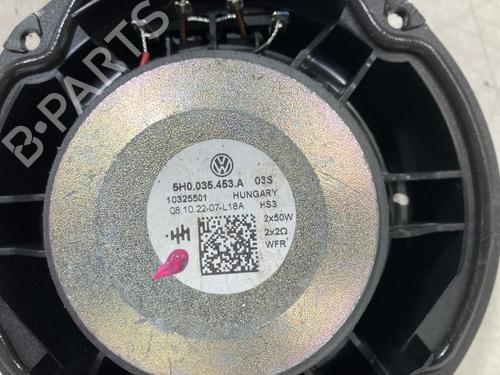 B-PARTS
5H0.035.453.A 03S
10325501 HUNGARY
08.10.22-07-L18A HS3
2x50W
2x2Ω
WFR